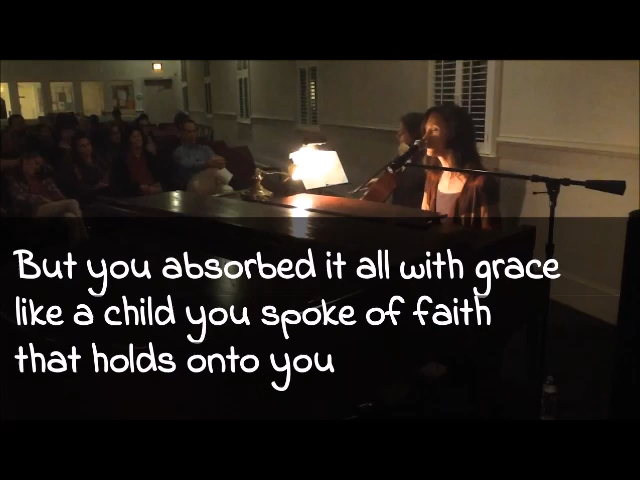 But you absorbed it all with grace
like a child you spoke of faith
that holds onto you